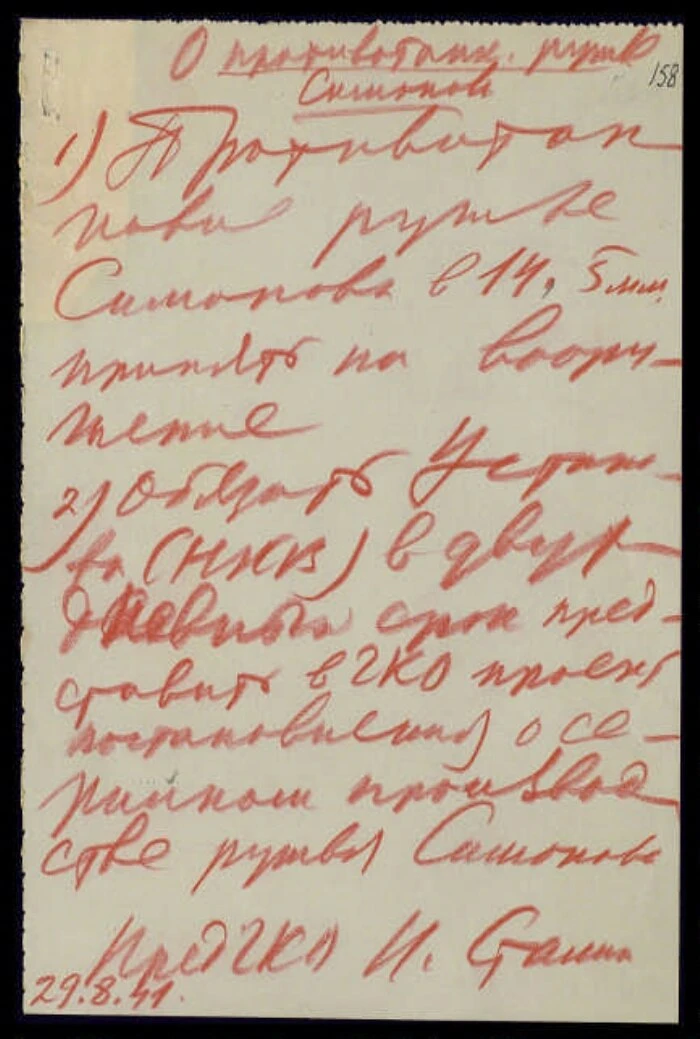 О противотанк. ружье
158
Симонова
1) Противотан
ковое ружье
Симонова в 14,5 мм.
принять на воору-
жение
2) Обязать Устино-
ва (НКВ) в двух-
дневный срок пред-
ставить в ГКО проект
постановления о се-
рийном производ
стве ружья Симонова
Пред ГКО И. Сталин
29.8.41.